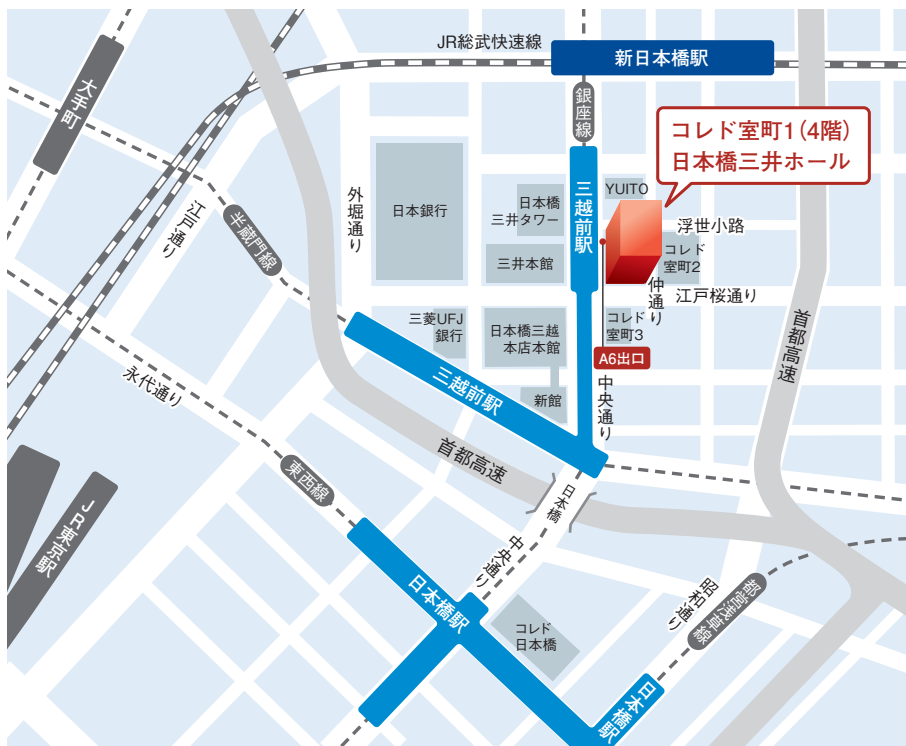 JR総武快速線
新日本橋駅
大手町
銀座線
コレド室町1(4階)
日本橋三井ホール
YUITO
外堀通り
日本銀行
日本橋
三井タワー
三越前駅
浮世小路
江戸通り
半蔵門線
三井本館
コレド
室町2
仲通り
江戸桜通り
三菱UFJ
銀行
日本橋三越
本店本館
コレド
室町3
首都高速
A6出口
永代通り
三越前駅
新館
中央通り
首都高速
東西線
日本橋
JR東京駅
中央通り
日本橋駅
コレド
日本橋
昭和通り
都営浅草線
日本橋駅